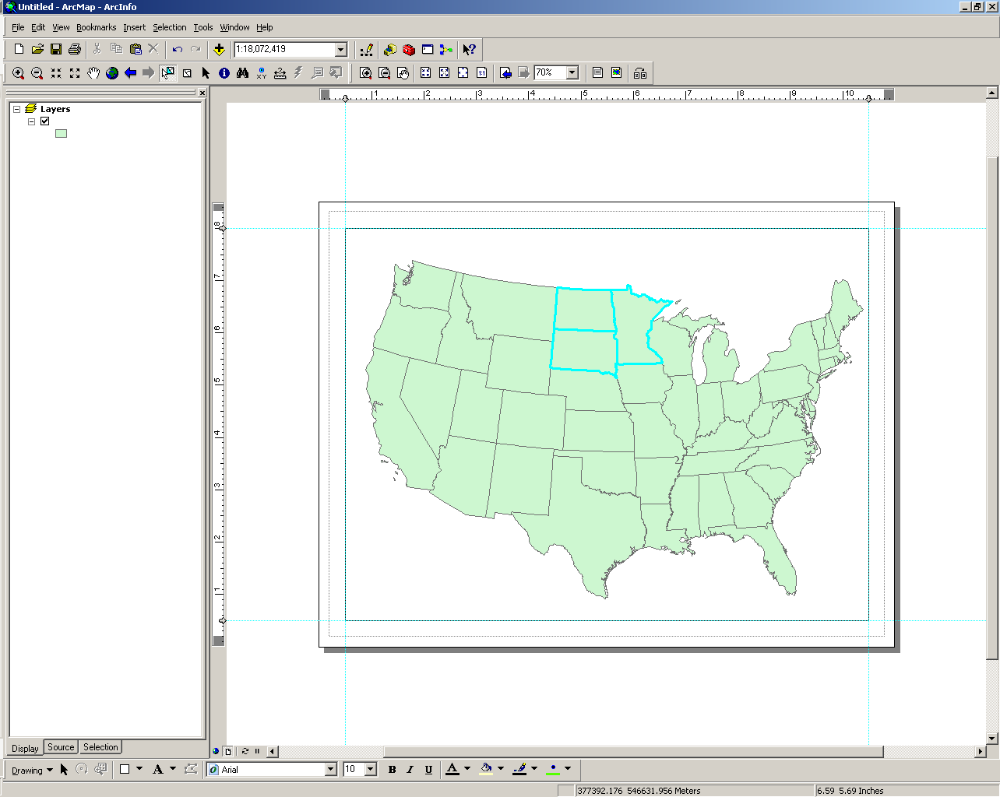 Untitled - ArcMap - ArcInfo
File Edit View Bookmarks Insert Selection Tools Window Help
1:18,072,419
70%
Layers
1 2 3 4 5 6 7 8 9 10
8
7
6
5
4
3
2
1
Display Source Selection
Drawing A Arial 10 B I U A
377392.176 546631.956 Meters 6.59 5.69 Inches